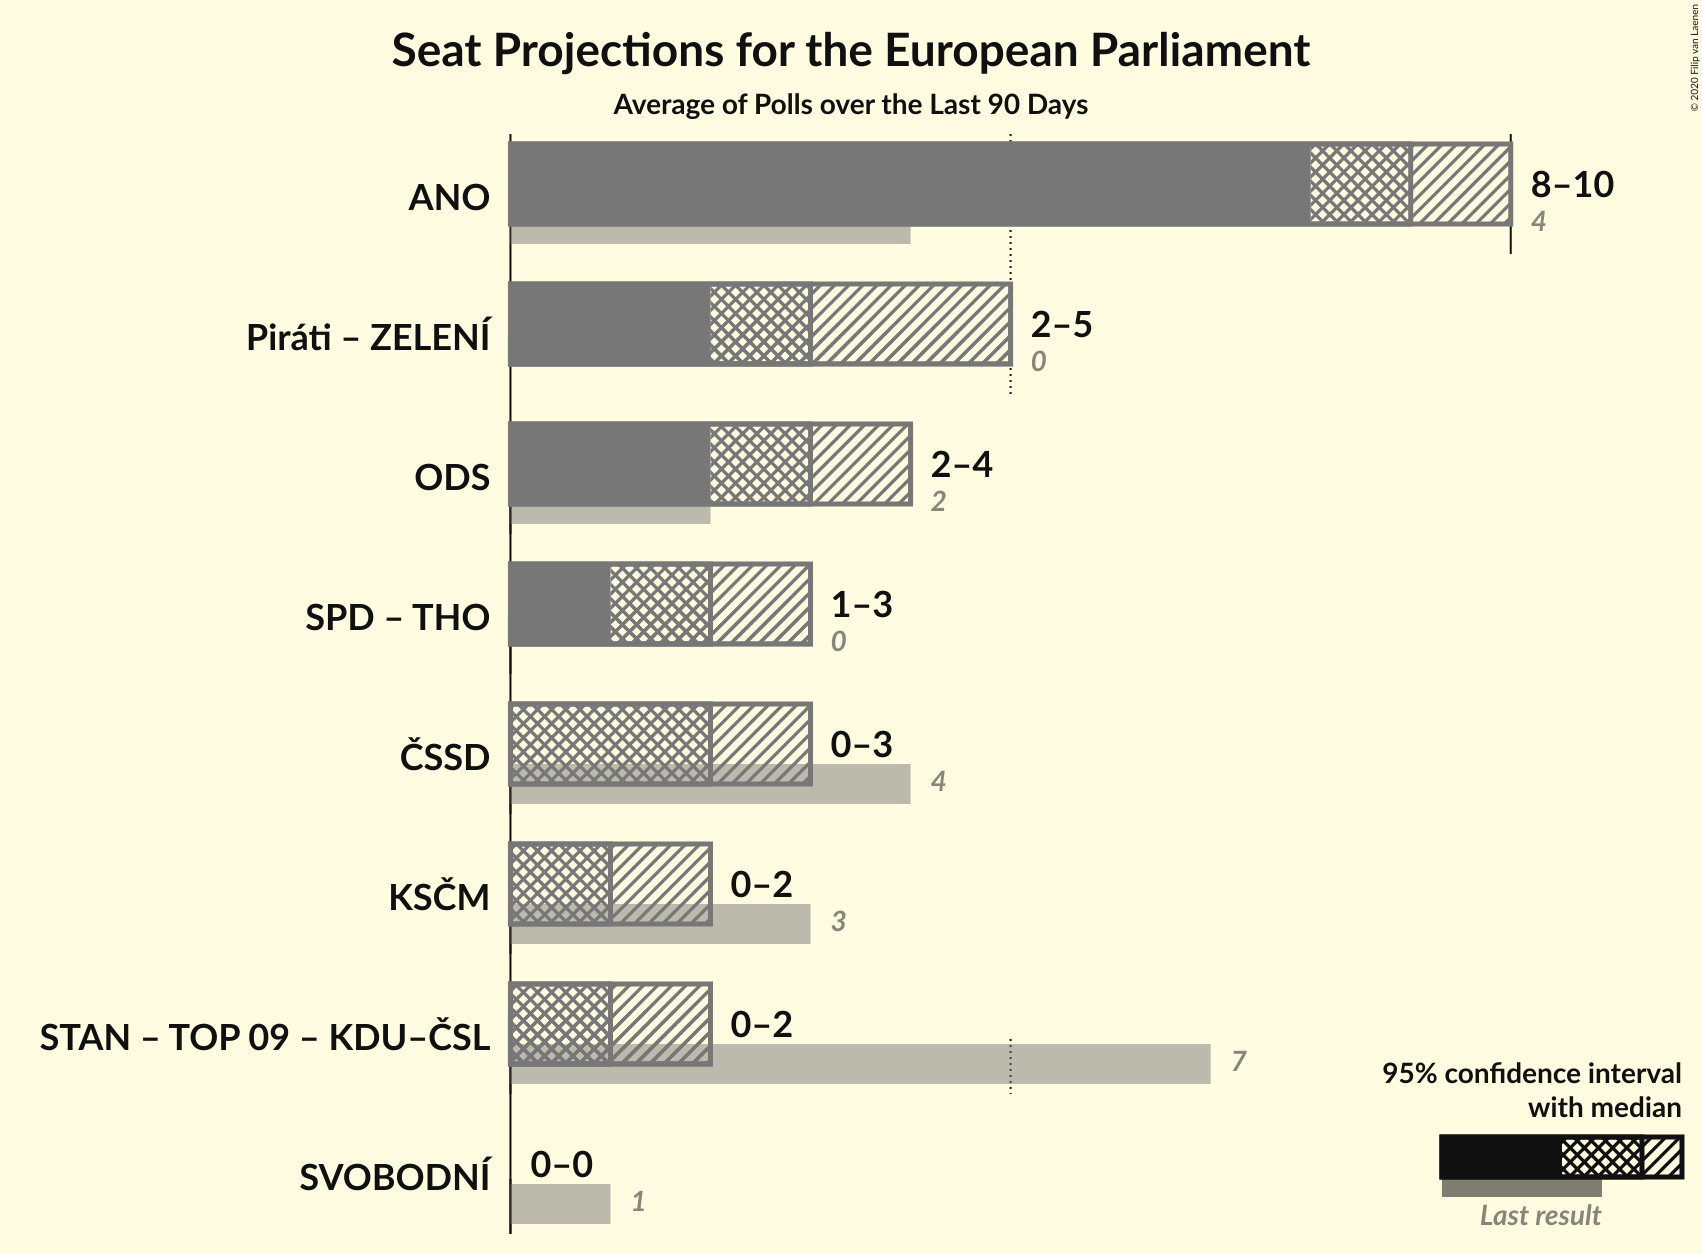 Seat Projections for the European Parliament
Average of Polls over the Last 90 Days
© 2020 Filip van Laenen
ANO
8–10
4
Piráti – ZELENÍ
2–5
0
ODS
2–4
2
SPD – THO
1–3
0
ČSSD
0–3
4
KSČM
0–2
3
STAN – TOP 09 – KDU–ČSL
0–2
7
SVOBODNÍ
0–0
1
95% confidence interval
with median
Last result